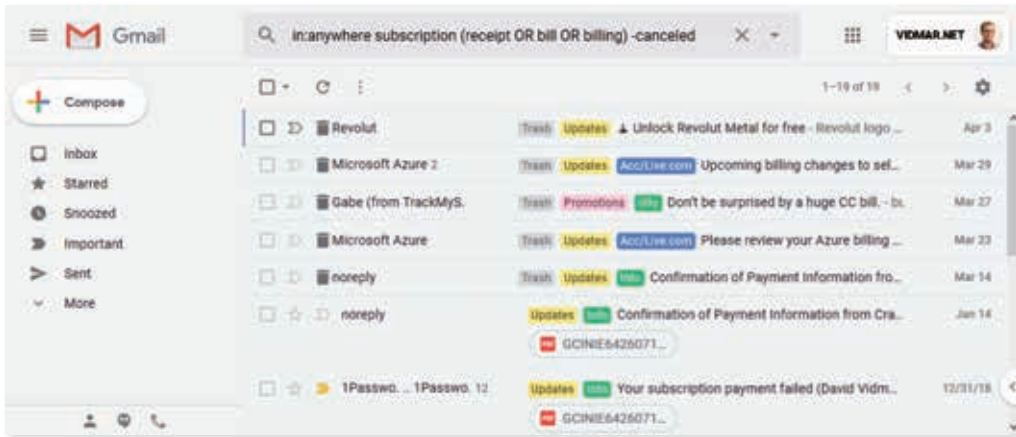 Gmail
in:anywhere subscription (receipt OR bill OR billing) -canceled
VIDMAR.NET
Compose
1-19 of 19
Inbox
Starred
Snoozed
Important
Sent
More
Revolut Trash Updates Unlock Revolut Metal for free - Revolut logo ... Apr 3
Microsoft Azure 2 Trash Updates Acc/Live.com Upcoming billing changes to sel... Mar 29
Gabe (from TrackMyS. Trash Promotions Don't be surprised by a huge CC bill. - Mar 27
Microsoft Azure Trash Updates Acc/Live.com Please review your Azure billing ... Mar 23
noreply Trash Updates Confirmation of Payment Information fro... Mar 14
noreply Updates Confirmation of Payment Information from Cra... Jan 14
PDF GCINIE6426071...
1Passwo. .. 1Passwo. 12 Updates Your subscription payment failed (David Vidm... 12/31/18
PDF GCINIE6426071...